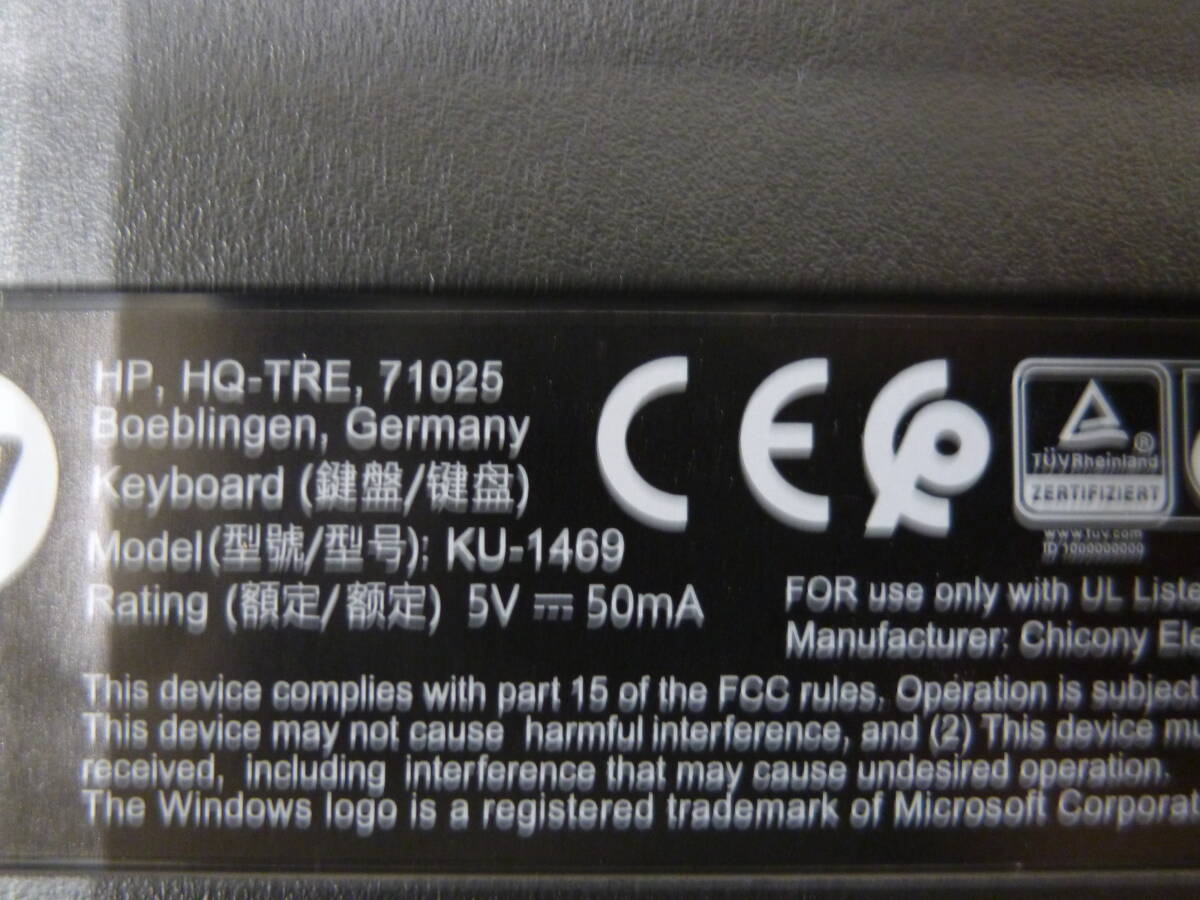 HP, HQ-TRE, 71025
Boeblingen, Germany
Keyboard (鍵盤/键盘)
Model(型號/型号): KU-1469
Rating (額定/额定) 5V ⎓ 50mA
CE
TÜVRheinland ®
ZERTIFIZIERT
www.tuv.com
ID 1000000000
FOR use only with UL Liste
Manufacturer: Chicony Ele
This device complies with part 15 of the FCC rules. Operation is subject
This device may not cause harmful interference, and (2) This device mu
received, including interference that may cause undesired operation.
The Windows logo is a registered trademark of Microsoft Corporat